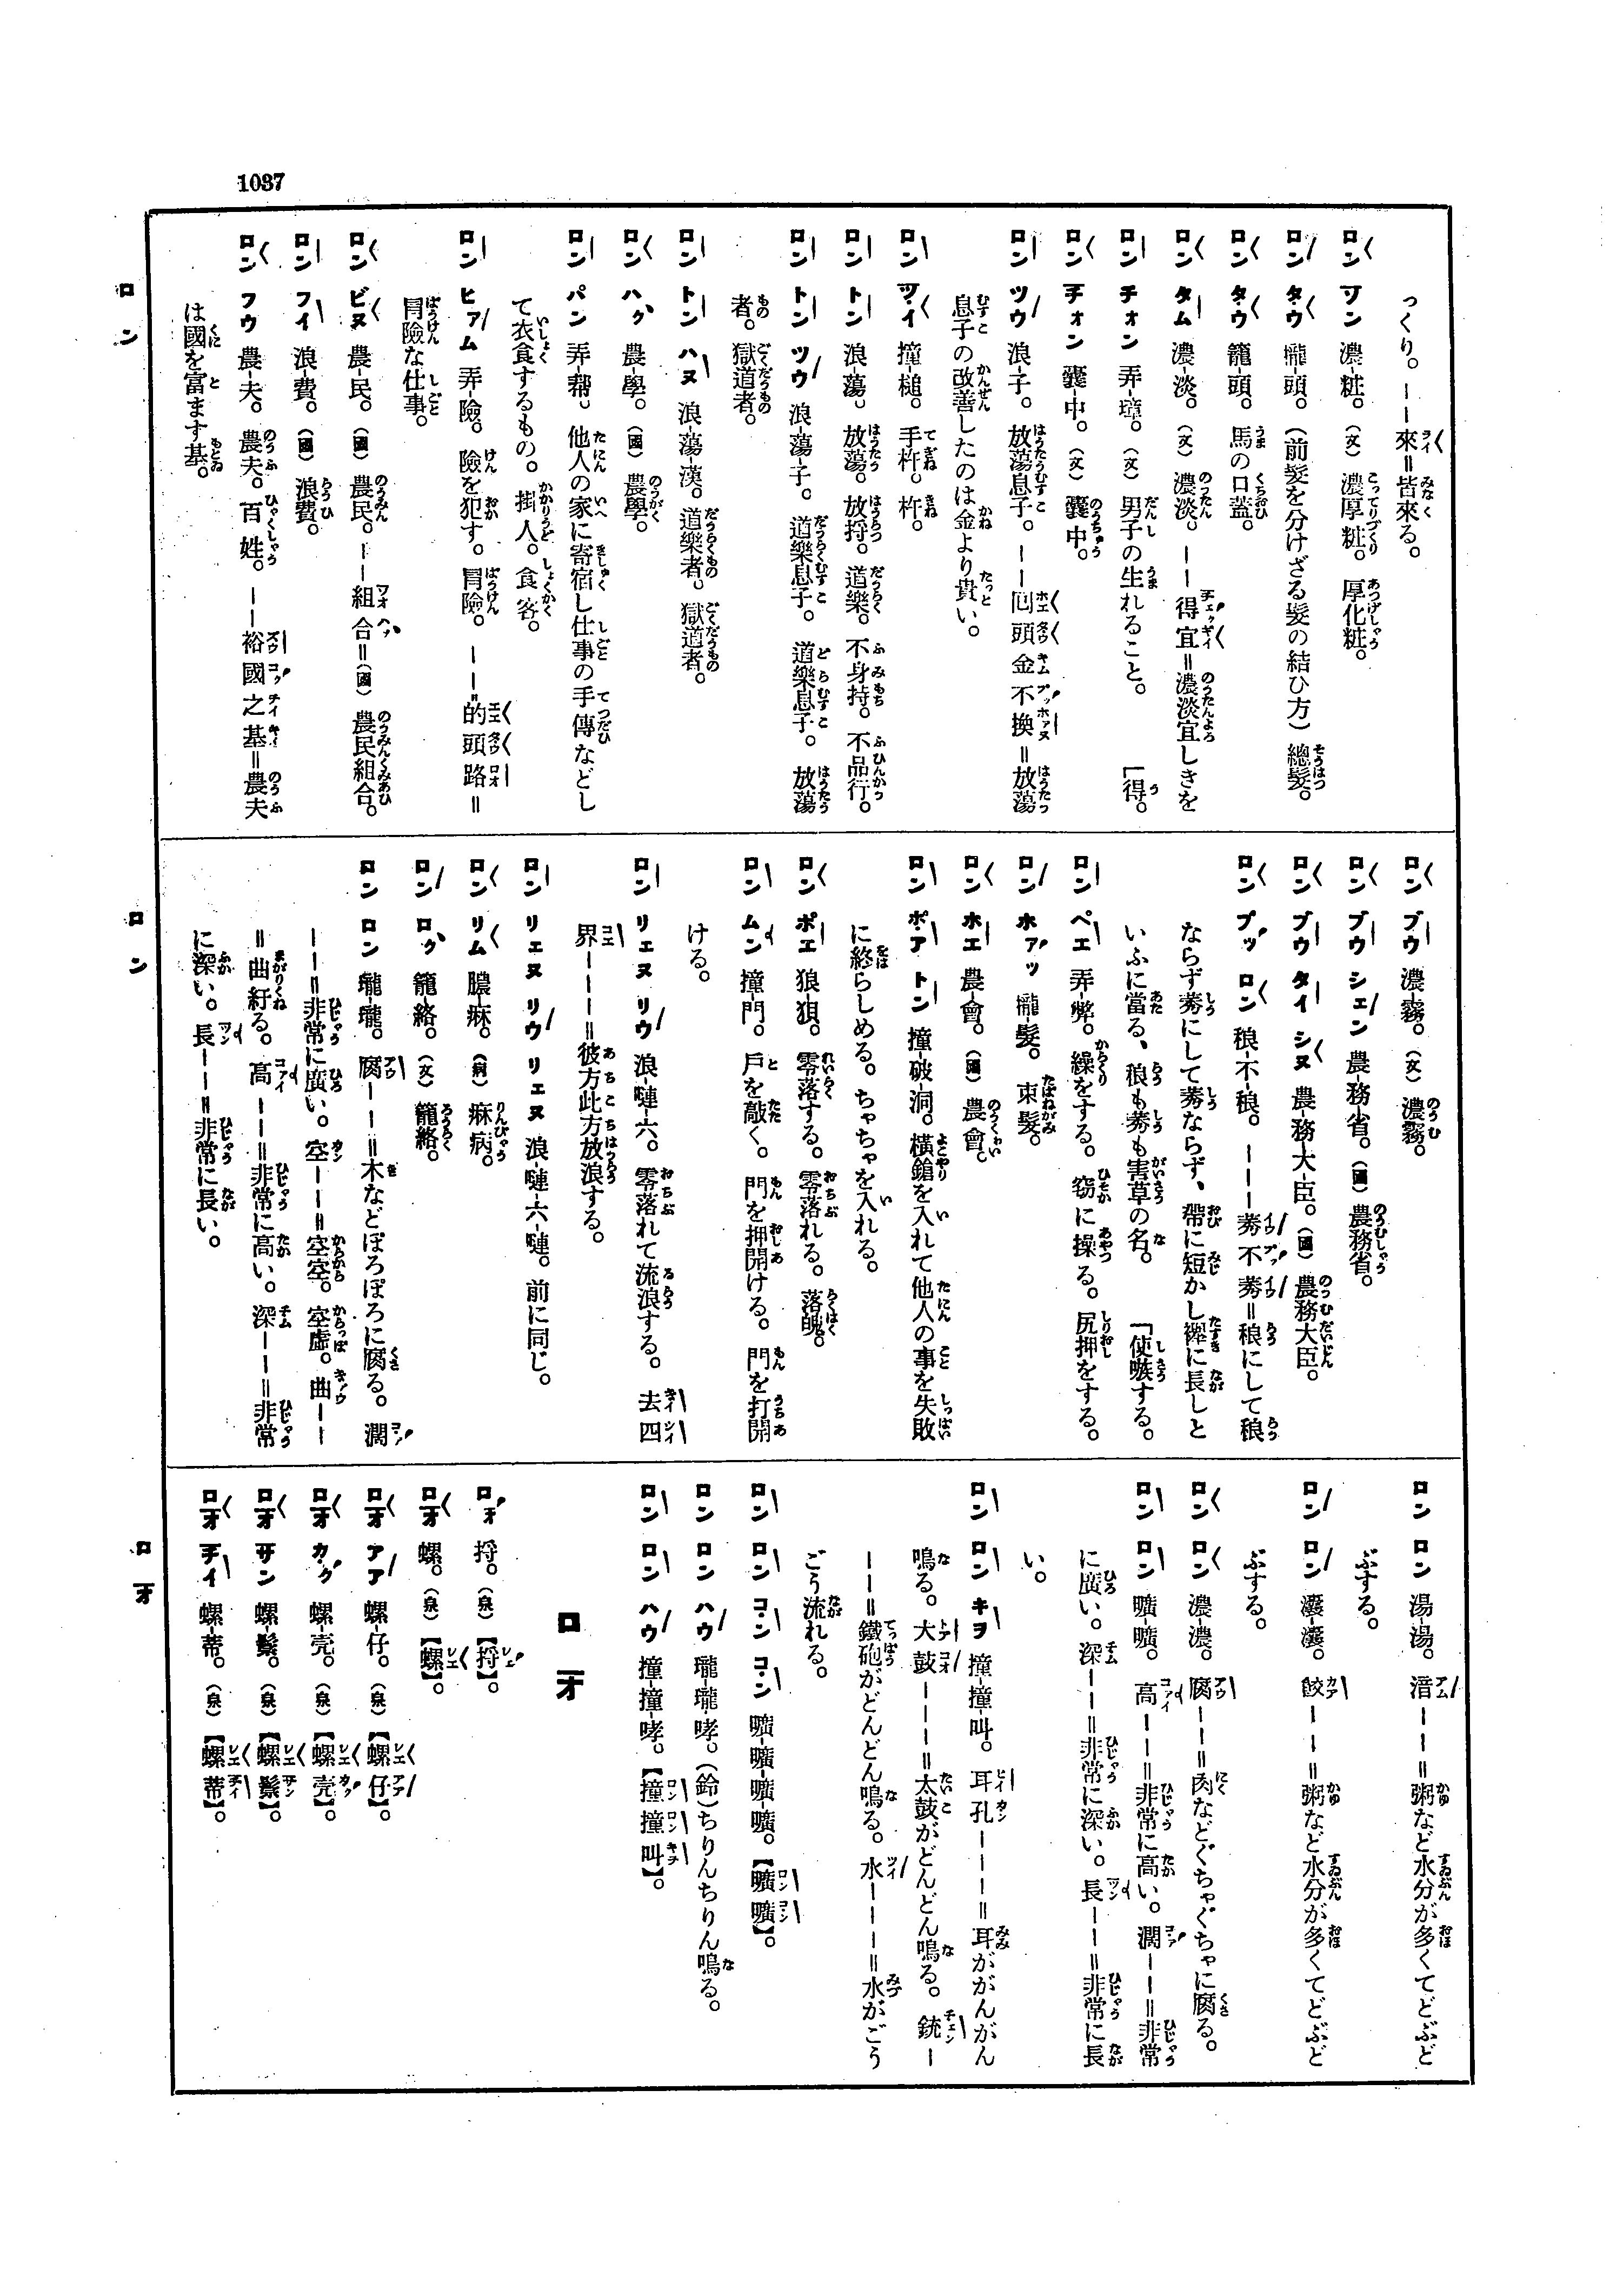 1037
っくり。ーー來＝皆來る。
ロン ソン 濃-粧。（文）濃厚粧。厚化粧。
ロン タウ 攏-頭。（前髮を分けざる髮の結ひ方）總髮。
ロン タウ 籠-頭。馬の口蓋。
ロン タム 濃-淡。（文）濃淡。ーー得宜＝濃淡宜しきを
ロン チォン 弄-璋。（文）男子の生れること。 ［得。
ロン チォン 囊-中。（文）囊中。
ロン ツウ 浪-子。放蕩息子。ーー回頭金不換＝放蕩
息子の改善したのは金より貴い。
ロン ツイ 撞-槌。手杵。杵。
ロン トン 浪-蕩。放蕩。放捋。道樂。不身持。不品行。
ロン トン ツウ 浪-蕩-子。道樂息子。道樂息子。放蕩
者。獄道者。
ロン トン ハヌ 浪-蕩-漢。道樂者。獄道者。
ロン ハク 農-學。（國）農學。
ロン パン 弄-幇。他人の家に寄宿し仕事の手傳などし
て衣食するもの。掛人。食客。
ロン ヒァム 弄-險。險を犯す。冐險。ーー＝的頭路＝
冐險な仕事。
ロン ビヌ 農-民。（國）農民。ーー組合＝（國）農民組合。
ロン フイ 浪-費。（國）浪費。
ロン フウ 農-夫。農夫。百姓。ーー裕國之基＝農夫
は國を富ます基。
ロン ブウ 濃-霧。（文）濃霧。
ロン ブウ シェン 農-務-省。（國）農務省。
ロン ブウ タイ シヌ 農-務-大-臣。（國）農務大臣。
ロン プッ ロン 稂-不-稂。ーーー莠不莠＝稂にして稂
ならず莠にして莠ならず、帶に短かし襷に長しと
いふに當る、稂も莠も害草の名。 ［使嗾する。
ロン ペエ 弄-弊。繰をする。窃に操る。尻押をする。
ロン ホァッ 攏-髮。束髮。
ロン ホエ 農-會。（國）農會。
ロン ポア トン 撞-破-洞。橫鎗を入れて他人の事を失敗
に終らしめる。ちゃちゃを入れる。
ロン ポエ 狼-狽。零落する。零落れる。落魄。
ロン ムン 撞-門。戶を敲く。門を押開ける。門を打開
ける。
ロン リェヌ リウ 浪-嗹-六。零落れて流浪する。去四
界ーーー＝彼方此方放浪する。
ロン リェヌ リウ リェヌ 浪-嗹-六-嗹。前に同じ。
ロン リム 膿-痳。（病）痳病。
ロン ロク 籠-絡。（文）籠絡。
ロン ロン 瓏-瓏。腐ーー＝木などぼろぼろに腐る。濶
ーー＝非常に廣い。空ーー＝空空。空虛。曲ーー
＝曲紆る。高ーー＝非常に高い。深ーー＝非常
に深い。長ーー＝非常に長い。
ロン ロン 湯-湯。湆ーー＝粥など水分が多くてどぶど
ぶする。
ロン ロン 瀼-瀼。餃ーー＝粥など水分が多くてどぶど
ぶする。
ロン ロン 濃-濃。腐ーー＝肉などぐちゃぐちゃに腐る。
ロン ロン 曠-曠。高ーー＝非常に高い。濶ーー＝非常
に廣い。深ーー＝非常に深い。長ーー＝非常に長
い。
ロン ロン キヲ 撞-撞-叫。耳孔ーーー＝耳ががんがん
鳴る。大鼓ーーー＝太鼓がどんどん鳴る。銃ー
ーー＝鐵砲がどんどん鳴る。水ーーー＝水がごう
ごう流れる。
ロン ロン コン コン 曠-曠-曠-曠。【曠曠】。
ロン ロン ハウ 瓏-瓏-哮。（鈴）ちりんちりん鳴る。
ロン ロン ハウ 撞-撞-哮。【撞撞叫】。
ロオ
ロオ 捋。（泉）【捋】。
ロオ 螺。（泉）【螺】。
ロオ アア 螺-仔。（泉）【螺仔】。
ロオ カク 螺-壳。（泉）【螺壳】。
ロオ サン 螺-鬃。（泉）【螺鬃】。
ロオ チイ 螺-蒂。（泉）【螺蒂】。
ロン
ロン
ロオ